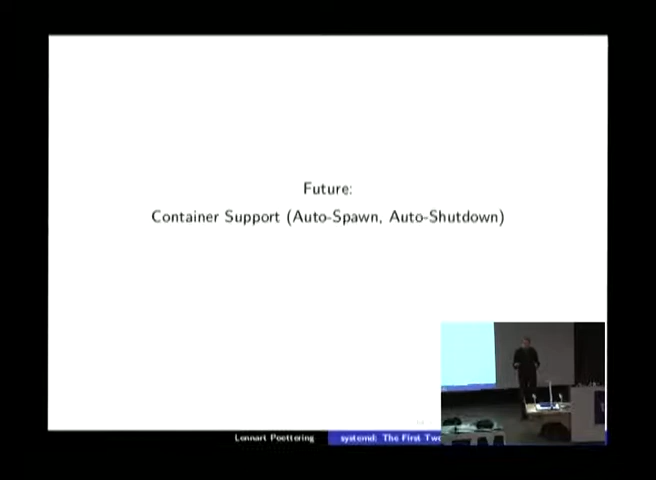 Future:
Container Support (Auto-Spawn, Auto-Shutdown)
Lennart Poettering
systemd: The First Two